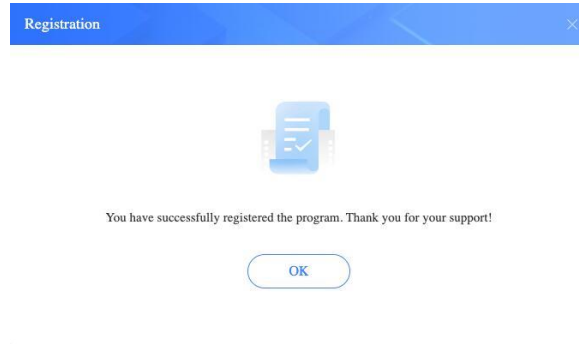 Registration
You have successfully registered the program. Thank you for your support!
OK